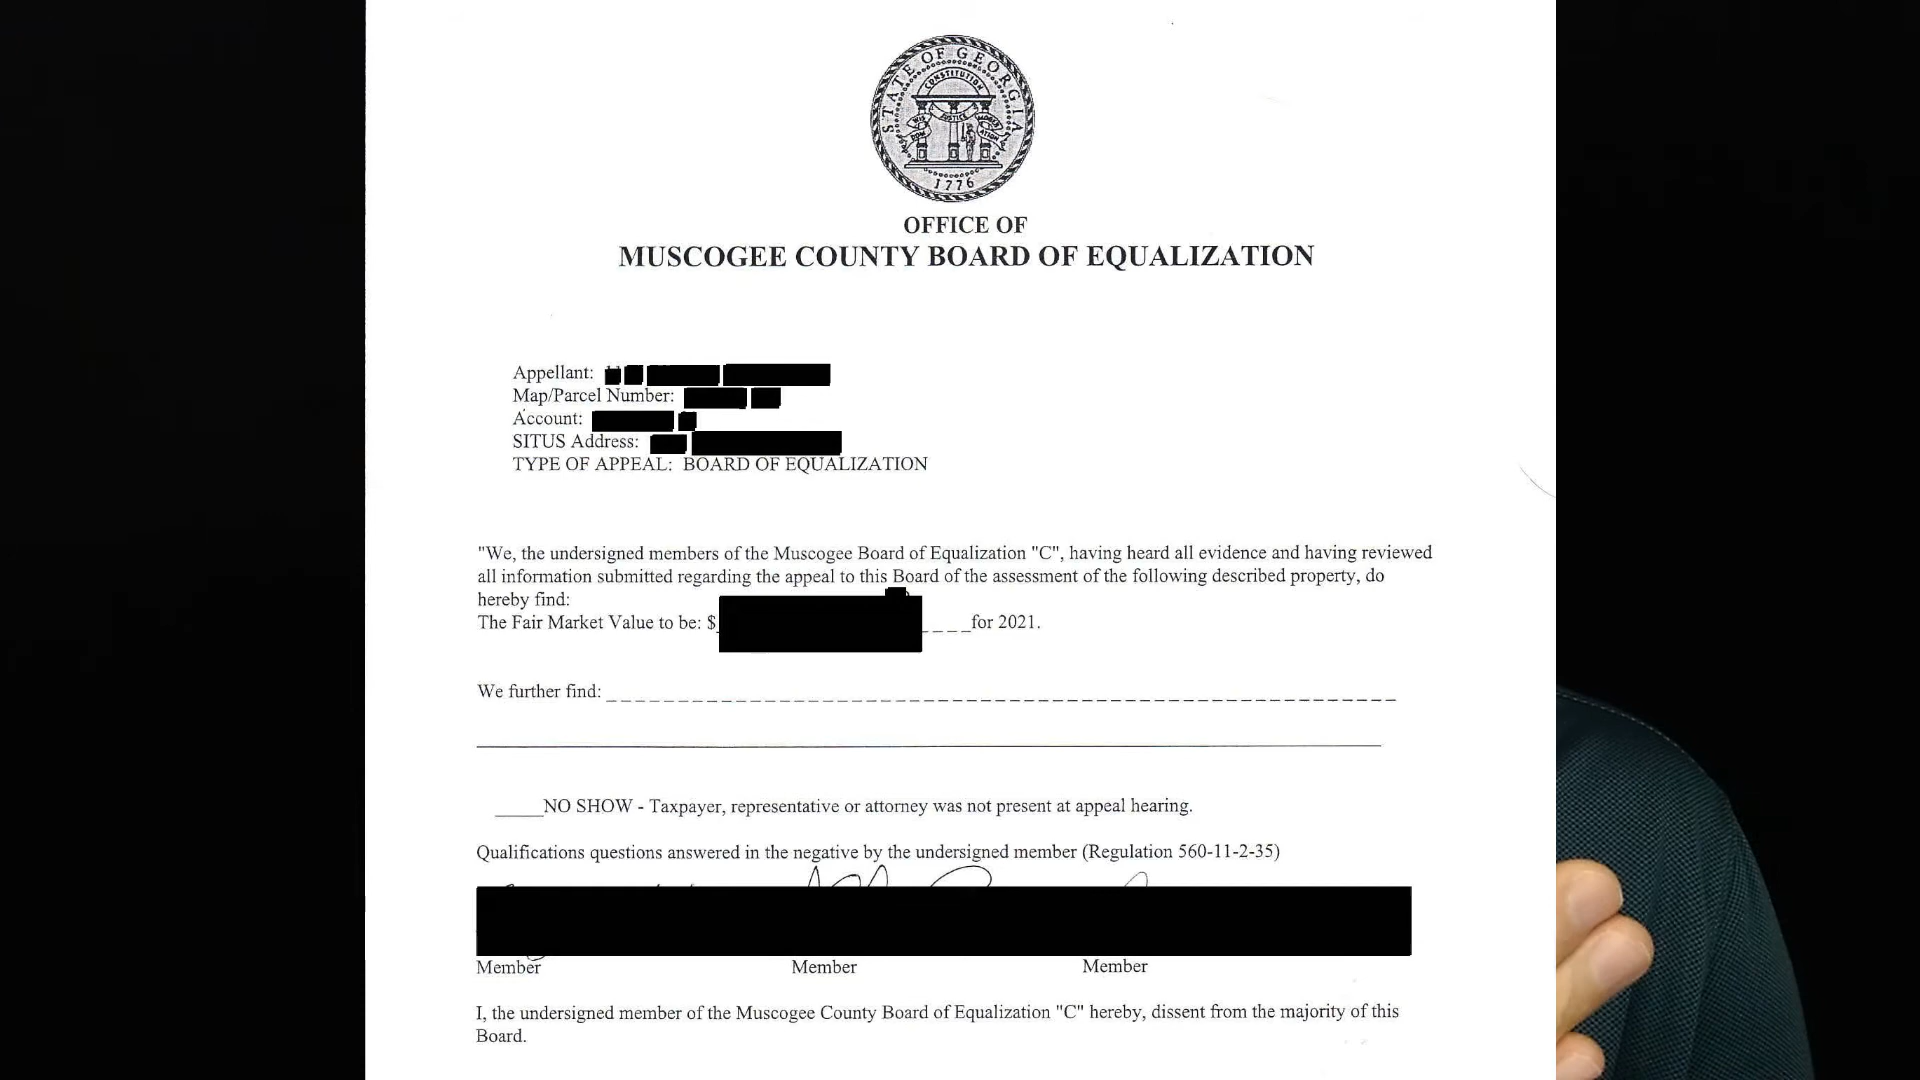 STATE OF GEORGIA
CONSTITUTION
WISDOM JUSTICE MODERATION
1776
OFFICE OF
MUSCOGEE COUNTY BOARD OF EQUALIZATION
Appellant:
Map/Parcel Number:
Account:
SITUS Address:
TYPE OF APPEAL: BOARD OF EQUALIZATION
"We, the undersigned members of the Muscogee Board of Equalization "C", having heard all evidence and having reviewed
all information submitted regarding the appeal to this Board of the assessment of the following described property, do
hereby find:
The Fair Market Value to be: $ ____for 2021.
We further find:
_____NO SHOW - Taxpayer, representative or attorney was not present at appeal hearing.
Qualifications questions answered in the negative by the undersigned member (Regulation 560-11-2-35)
Member Member Member
I, the undersigned member of the Muscogee County Board of Equalization "C" hereby, dissent from the majority of this
Board.